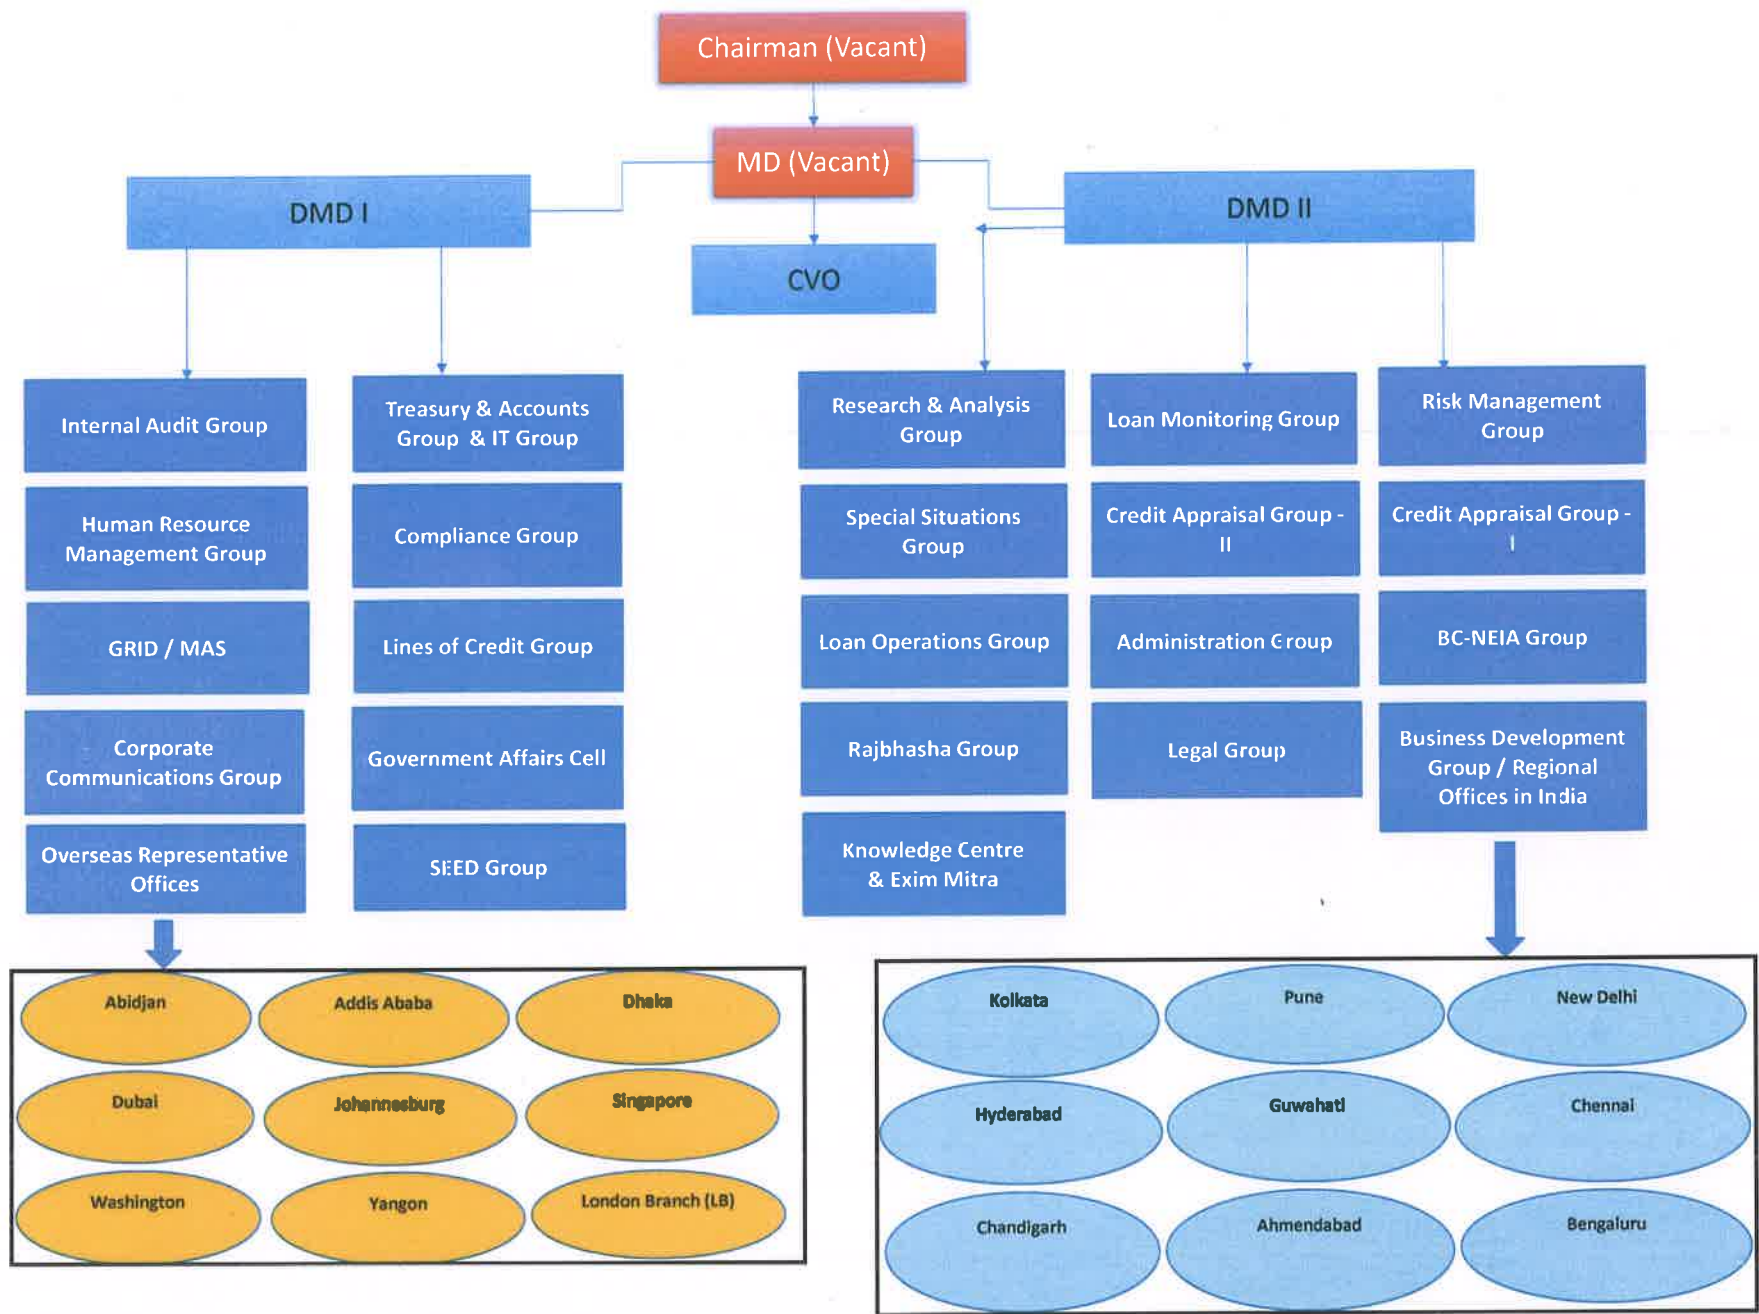 Chairman (Vacant)
MD (Vacant)
DMD I
DMD II
CVO
Internal Audit Group
Human Resource
Management Group
GRID / MAS
Corporate
Communications Group
Overseas Representative
Offices
Treasury & Accounts
Group & IT Group
Compliance Group
Lines of Credit Group
Government Affairs Cell
SEED Group
Research & Analysis
Group
Special Situations
Group
Loan Operations Group
Rajbhasha Group
Knowledge Centre
& Exim Mitra
Loan Monitoring Group
Credit Appraisal Group -
II
Administration Group
Legal Group
Risk Management
Group
Credit Appraisal Group -
I
BC-NEIA Group
Business Development
Group / Regional
Offices in India
Abidjan
Addis Ababa
Dhaka
Dubai
Johannesburg
Singapore
Washington
Yangon
London Branch (LB)
Kolkata
Pune
New Delhi
Hyderabad
Guwahati
Chennai
Chandigarh
Ahmendabad
Bengaluru